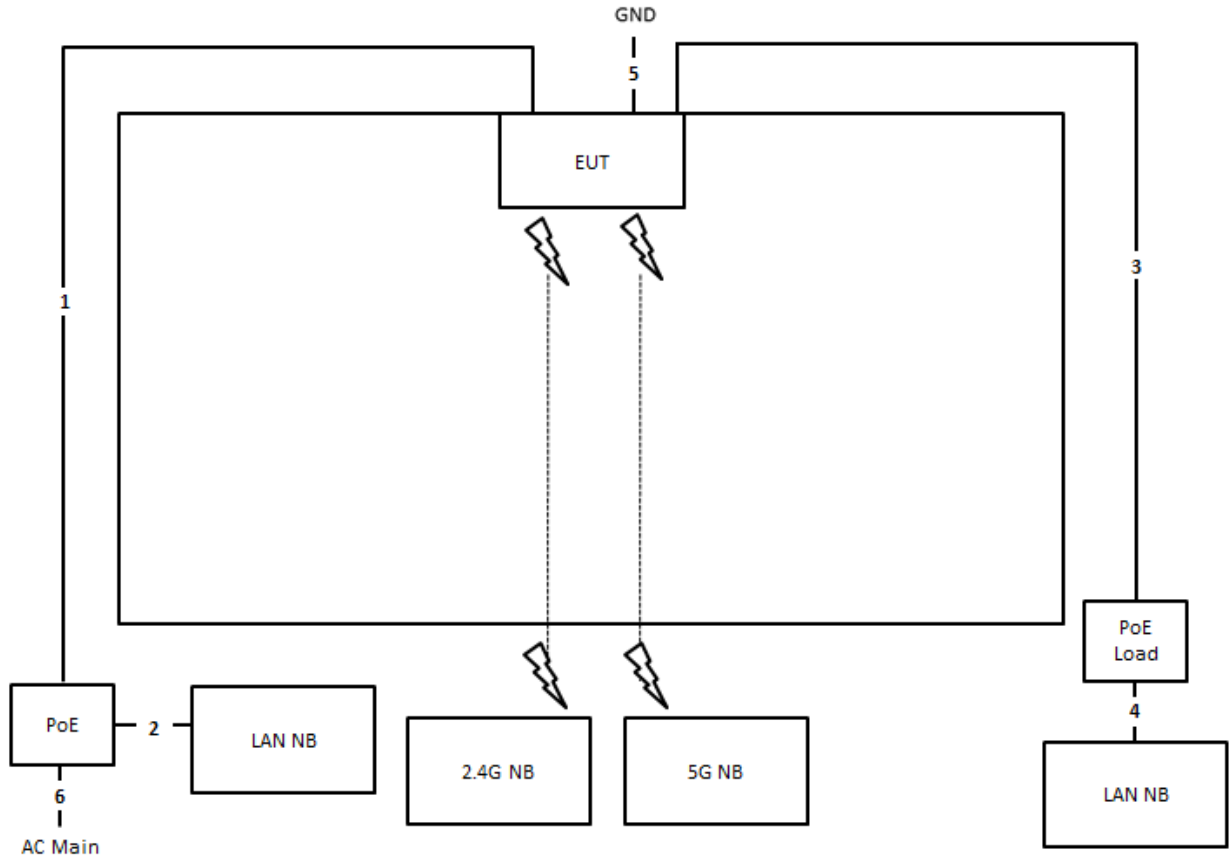 GND
5
EUT
1
3
PoE
Load
PoE
2
LAN NB
4
2.4G NB
5G NB
LAN NB
6
AC Main